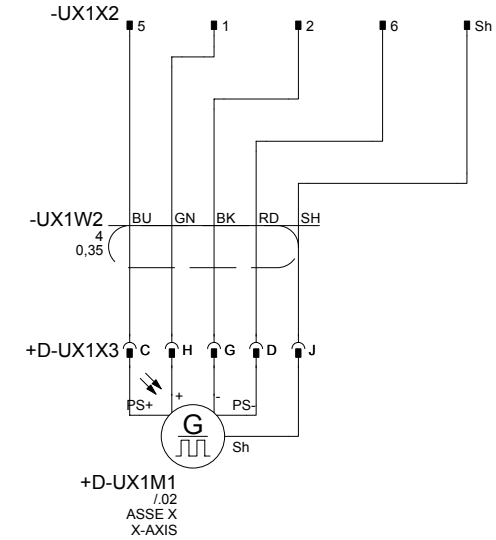 -UX1X2
5 1 2 6 Sh
-UX1W2 BU GN BK RD SH
4
0,35
+D-UX1X3 C H G D J
+ -
PS+ PS-
G
Sh
+D-UX1M1
/.02
ASSE X
X-AXIS